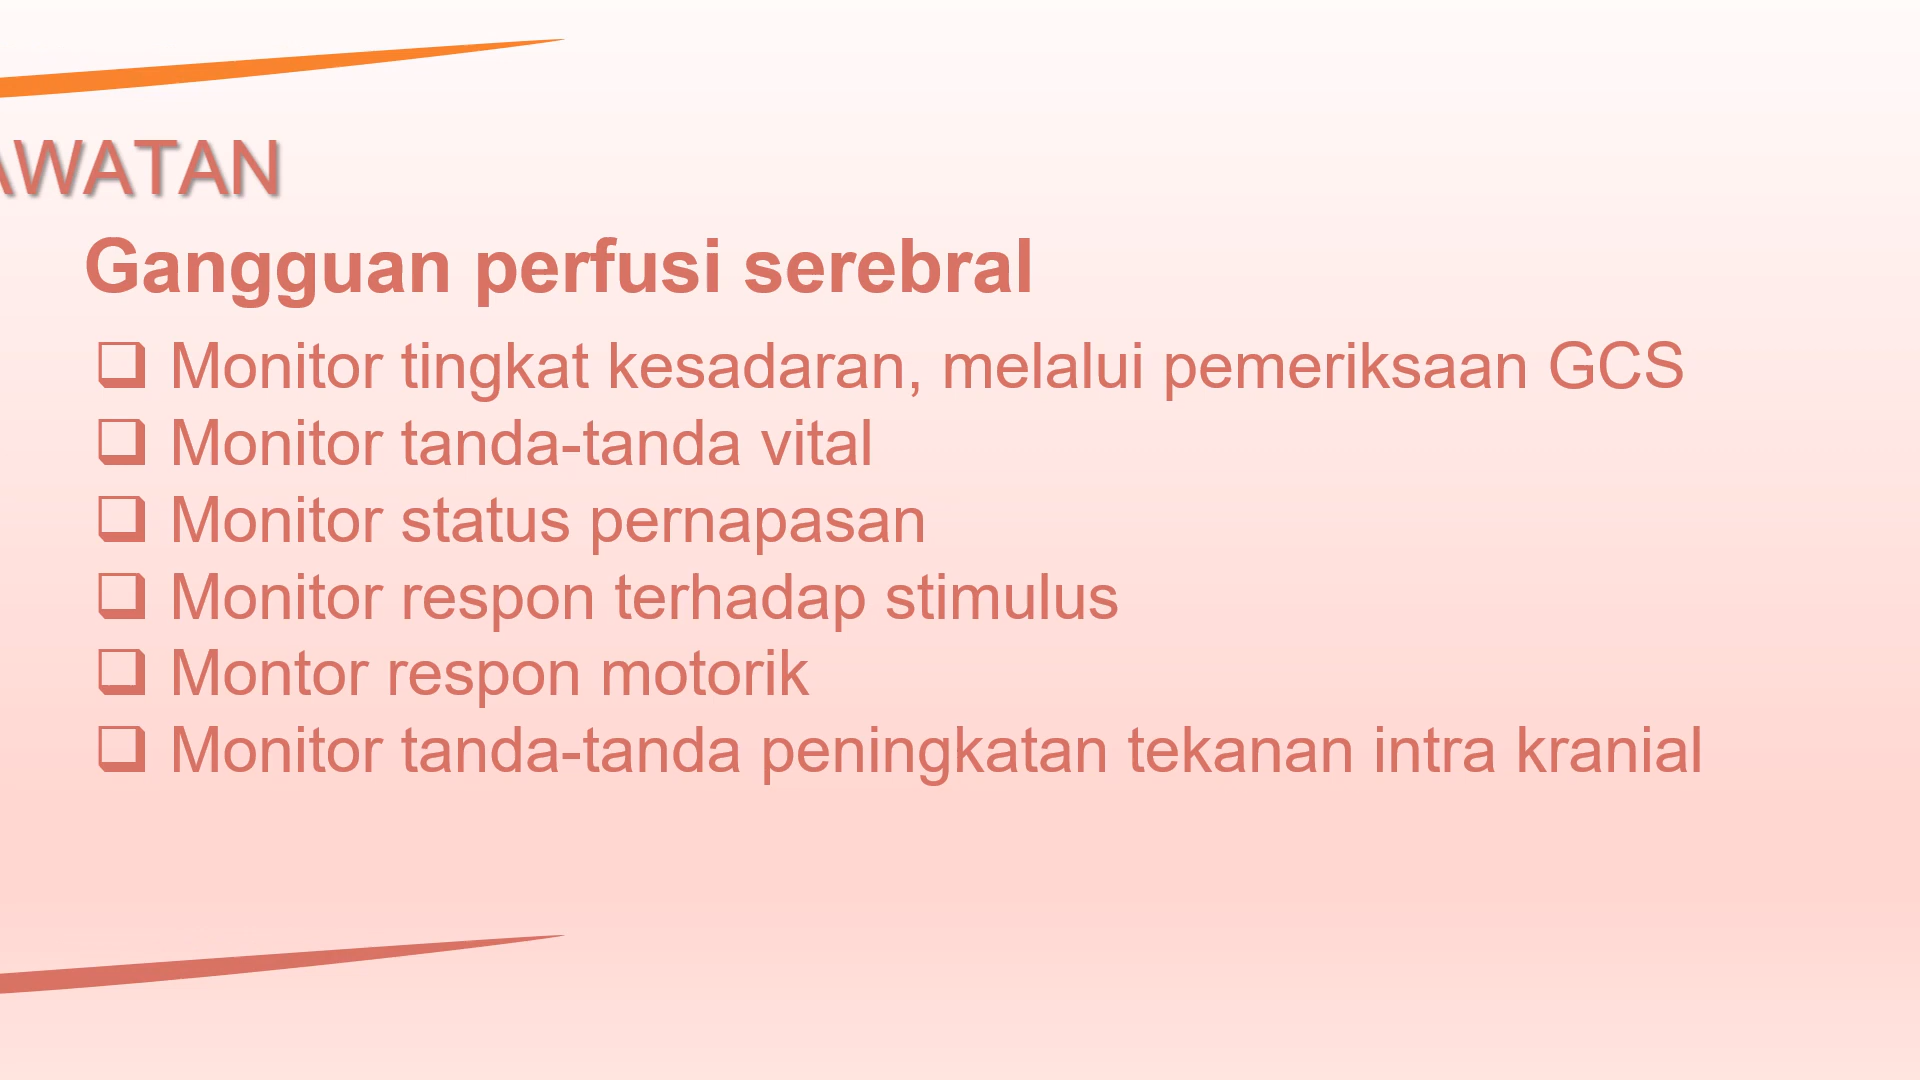 AWATAN
Gangguan perfusi serebral
❑ Monitor tingkat kesadaran, melalui pemeriksaan GCS
❑ Monitor tanda-tanda vital
❑ Monitor status pernapasan
❑ Monitor respon terhadap stimulus
❑ Montor respon motorik
❑ Monitor tanda-tanda peningkatan tekanan intra kranial